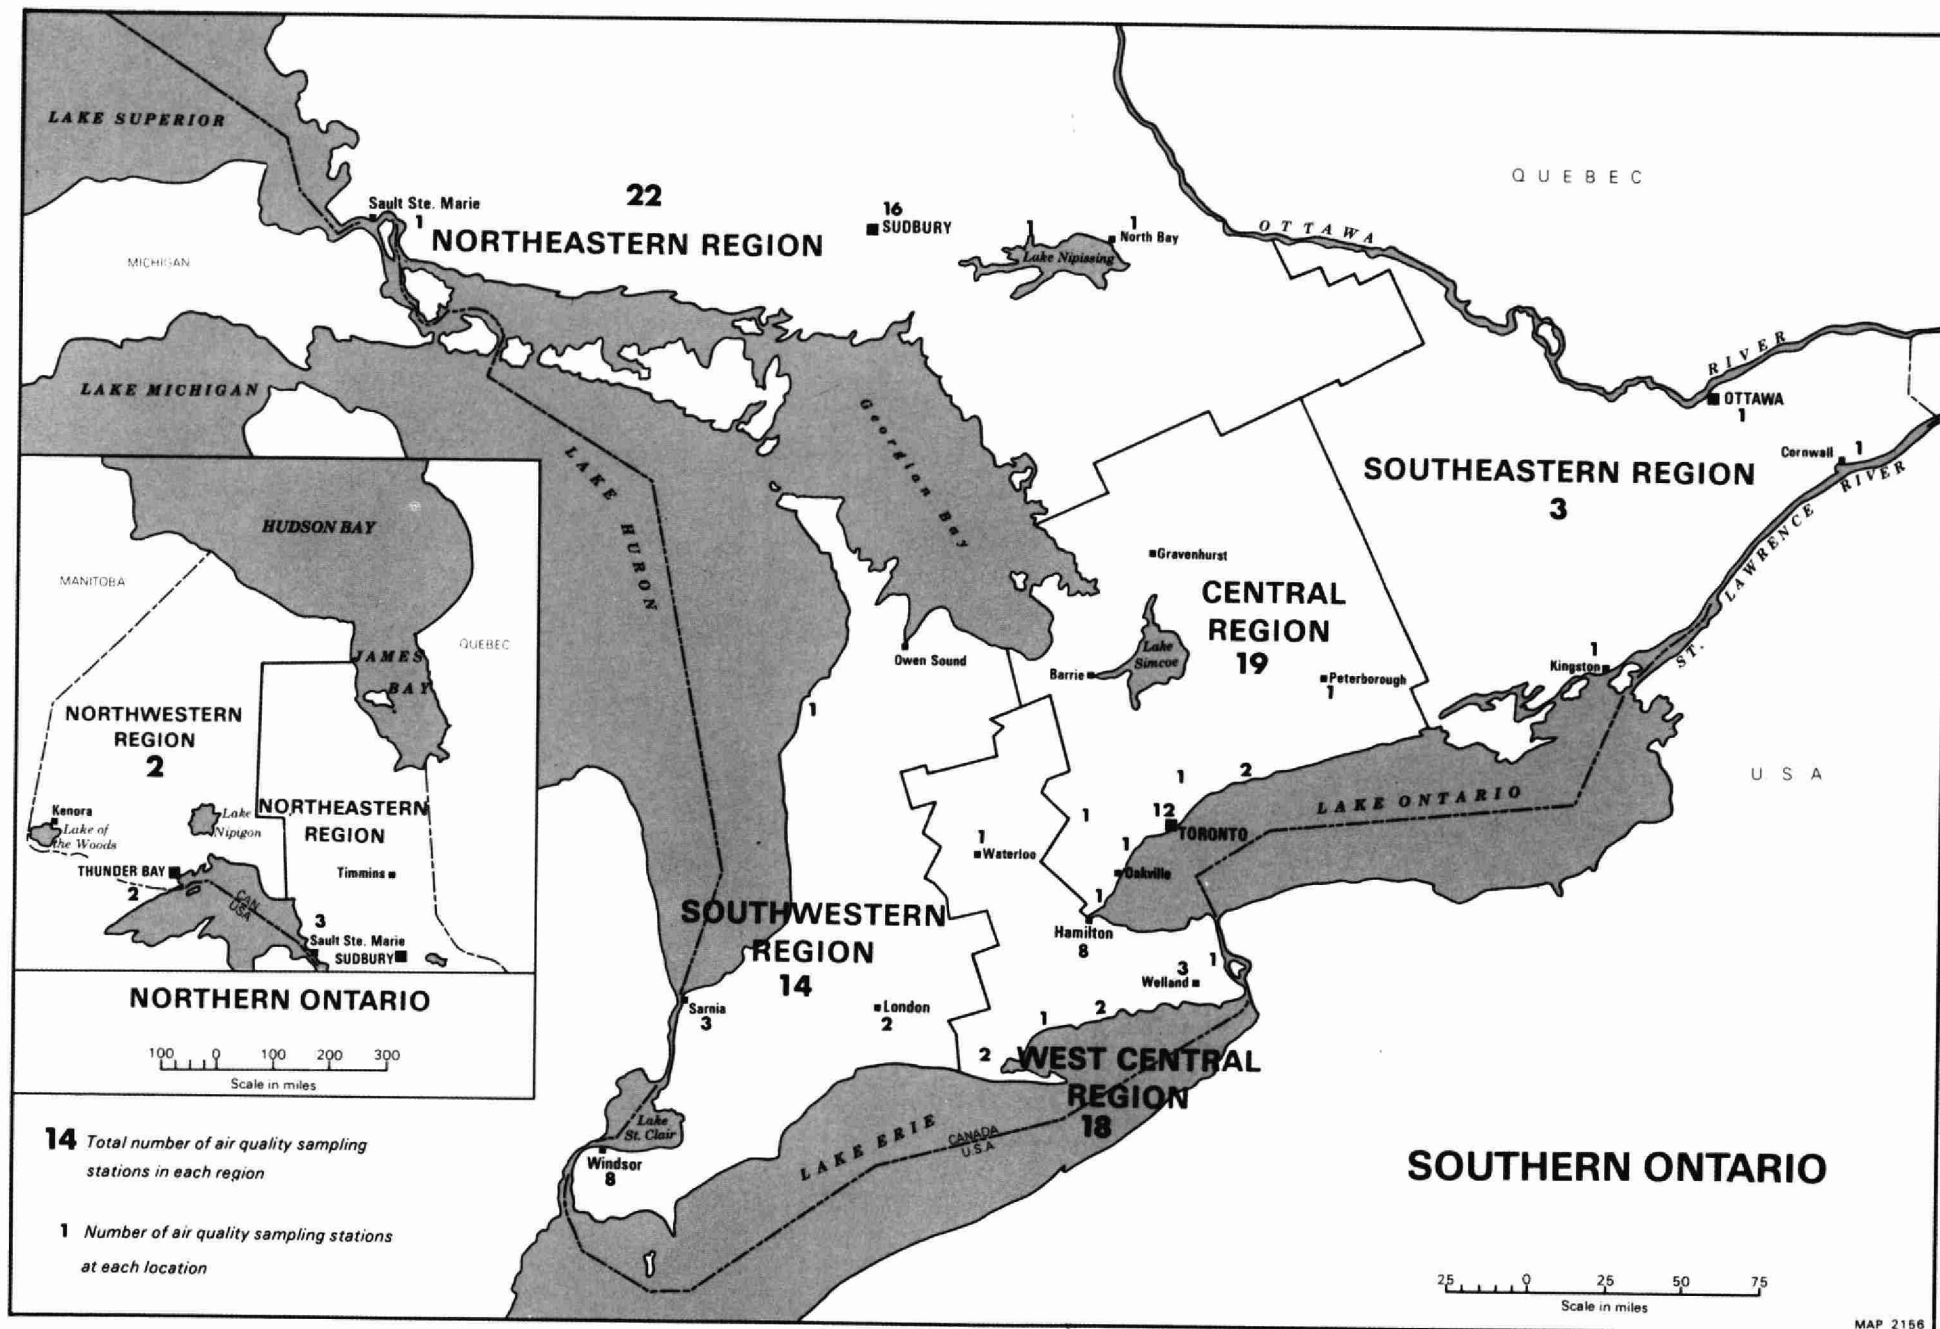 LAKE SUPERIOR
MICHIGAN
LAKE MICHIGAN
Sault Ste. Marie
1
22
NORTHEASTERN REGION
16
SUDBURY
1
Lake Nipissing
1
North Bay
QUEBEC
OTTAWA
RIVER
OTTAWA
1
Cornwall
1
ST.
LAWRENCE
RIVER
SOUTHEASTERN REGION
3
1
Kingston
LAKE HURON
Georgian Bay
Gravenhurst
CENTRAL
REGION
19
Lake
Simcoe
Barrie
Peterborough
1
Owen Sound
1
1
2
12
TORONTO
1
1
Oakville
LAKE ONTARIO
USA
1
Waterloo
1
Hamilton
8
3
Welland
1
SOUTHWESTERN
REGION
14
Sarnia
3
London
2
1
2
2
WEST CENTRAL
REGION
18
Lake
St. Clair
Windsor
8
LAKE ERIE
CANADA
U.S.A
SOUTHERN ONTARIO
25 0 25 50 75
Scale in miles
MAP 2156
HUDSON BAY
MANITOBA
QUEBEC
JAMES
BAY
NORTHWESTERN
REGION
2
Kenora
Lake of
the Woods
Lake
Nipigon
NORTHEASTERN
REGION
THUNDER BAY
2
Timmins
CAN
USA
3
Sault Ste. Marie
SUDBURY
NORTHERN ONTARIO
100 0 100 200 300
Scale in miles
14 Total number of air quality sampling
stations in each region
1 Number of air quality sampling stations
at each location